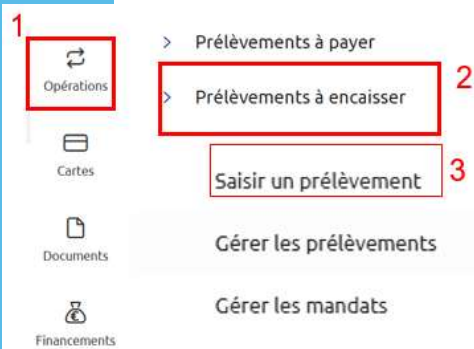 1
Opérations
Cartes
Documents
Financements
> Prélèvements à payer
> Prélèvements à encaisser
2
Saisir un prélèvement
3
Gérer les prélèvements
Gérer les mandats